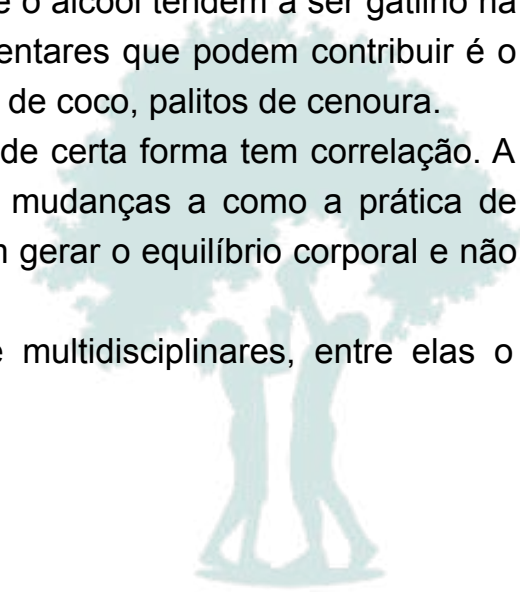 e o álcool tendem a ser gatilho na
entares que podem contribuir é o
de coco, palitos de cenoura.
de certa forma tem correlação. A
mudanças a como a prática de
gerar o equilíbrio corporal e não
multidisciplinares, entre elas o